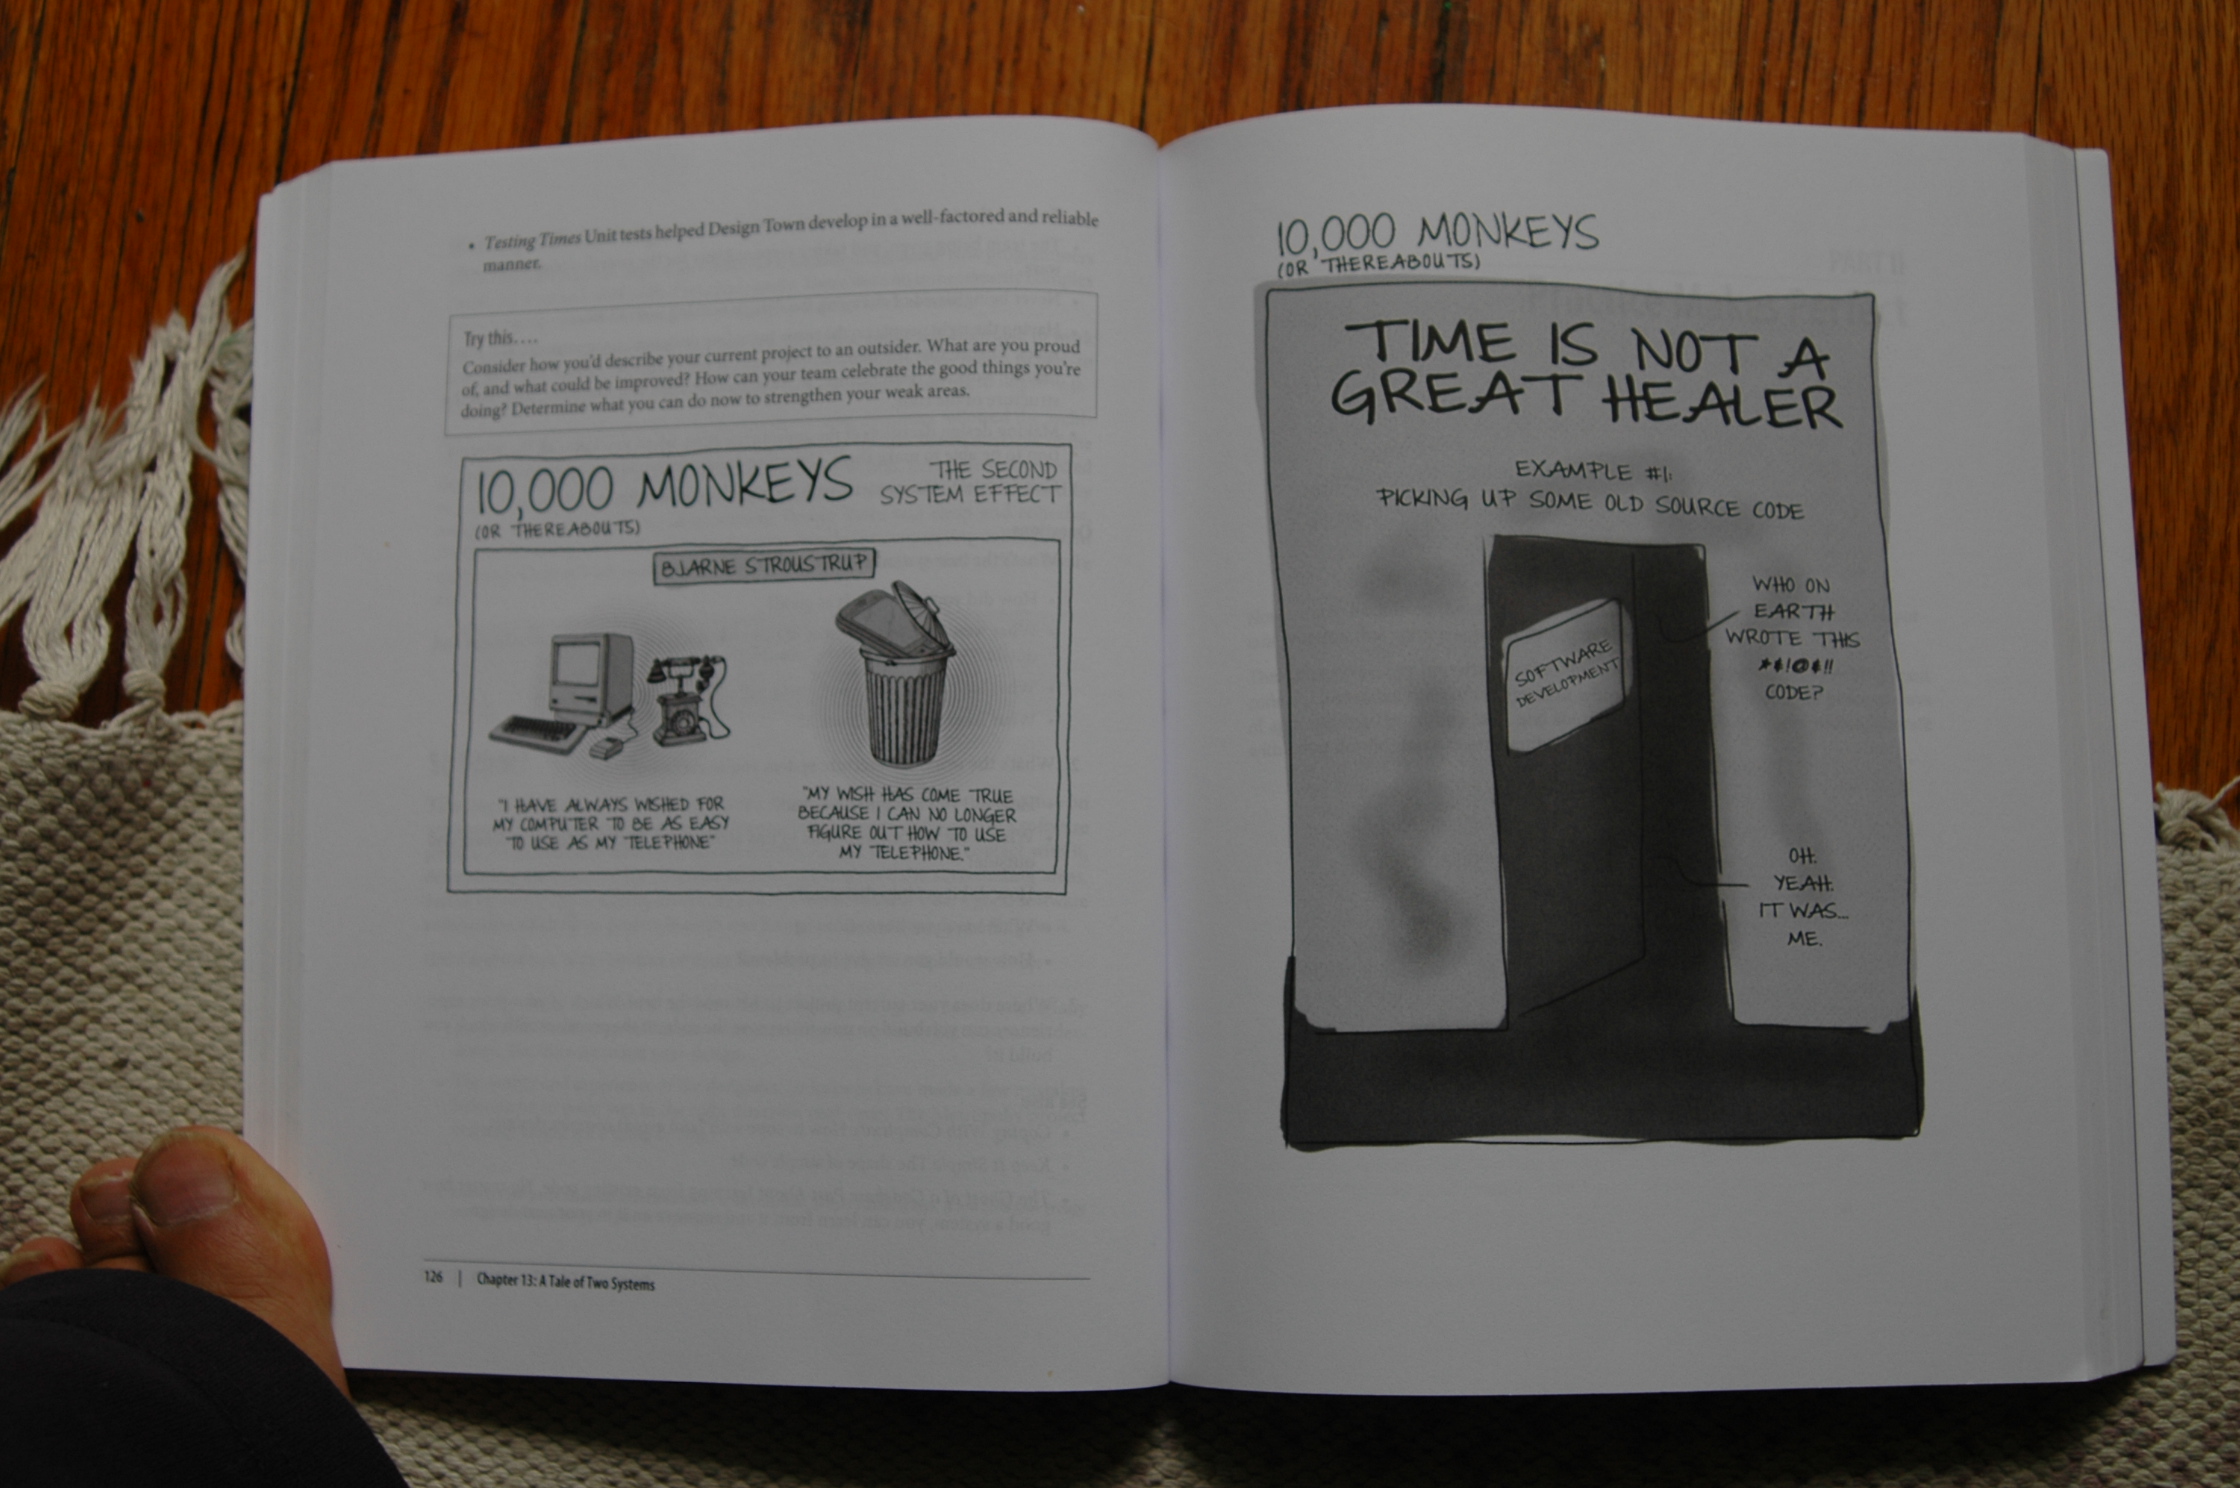 • Testing Times Unit tests helped Design Town develop in a well-factored and reliable
manner.
Try this....
Consider how you'd describe your current project to an outsider. What are you proud
of, and what could be improved? How can your team celebrate the good things you're
doing? Determine what you can do now to strengthen your weak areas.
10,000 MONKEYS
(OR THEREABOUTS)
THE SECOND
SYSTEM EFFECT
BJARNE STROUSTRUP
"I HAVE ALWAYS WISHED FOR
MY COMPUTER TO BE AS EASY
TO USE AS MY TELEPHONE"
"MY WISH HAS COME TRUE
BECAUSE I CAN NO LONGER
FIGURE OUT HOW TO USE
MY TELEPHONE."
126 | Chapter 13: A Tale of Two Systems
10,000 MONKEYS
(OR THEREABOUTS)
TIME IS NOT A
GREAT HEALER
EXAMPLE #1:
PICKING UP SOME OLD SOURCE CODE
SOFTWARE
DEVELOPMENT
WHO ON
EARTH
WROTE THIS
CODE?
OH.
YEAH.
IT WAS...
ME.